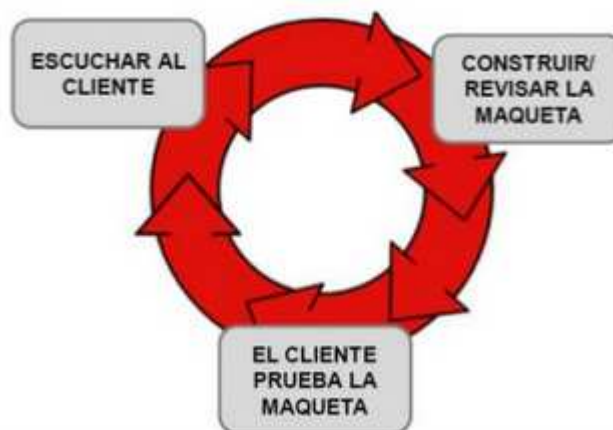 ESCUCHAR AL
CLIENTE
CONSTRUIR/
REVISAR LA
MAQUETA
EL CLIENTE
PRUEBA LA
MAQUETA